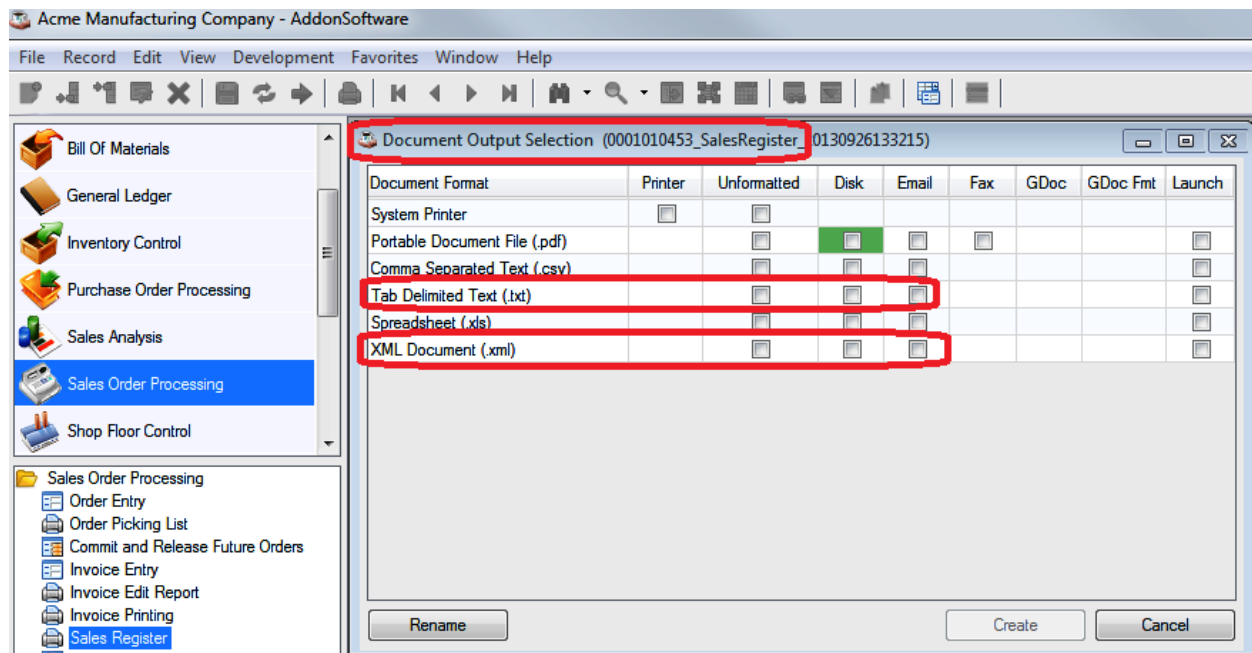 Acme Manufacturing Company - AddonSoftware
File Record Edit View Development Favorites Window Help
Bill Of Materials
General Ledger
Inventory Control
Purchase Order Processing
Sales Analysis
Sales Order Processing
Shop Floor Control
Sales Order Processing
Order Entry
Order Picking List
Commit and Release Future Orders
Invoice Entry
Invoice Edit Report
Invoice Printing
Sales Register
Document Output Selection (0001010453_SalesRegister_20130926133215)
Document Format Printer Unformatted Disk Email Fax GDoc GDoc Fmt Launch
System Printer
Portable Document File (.pdf)
Comma Separated Text (.csv)
Tab Delimited Text (.txt)
Spreadsheet (.xls)
XML Document (.xml)
Rename Create Cancel